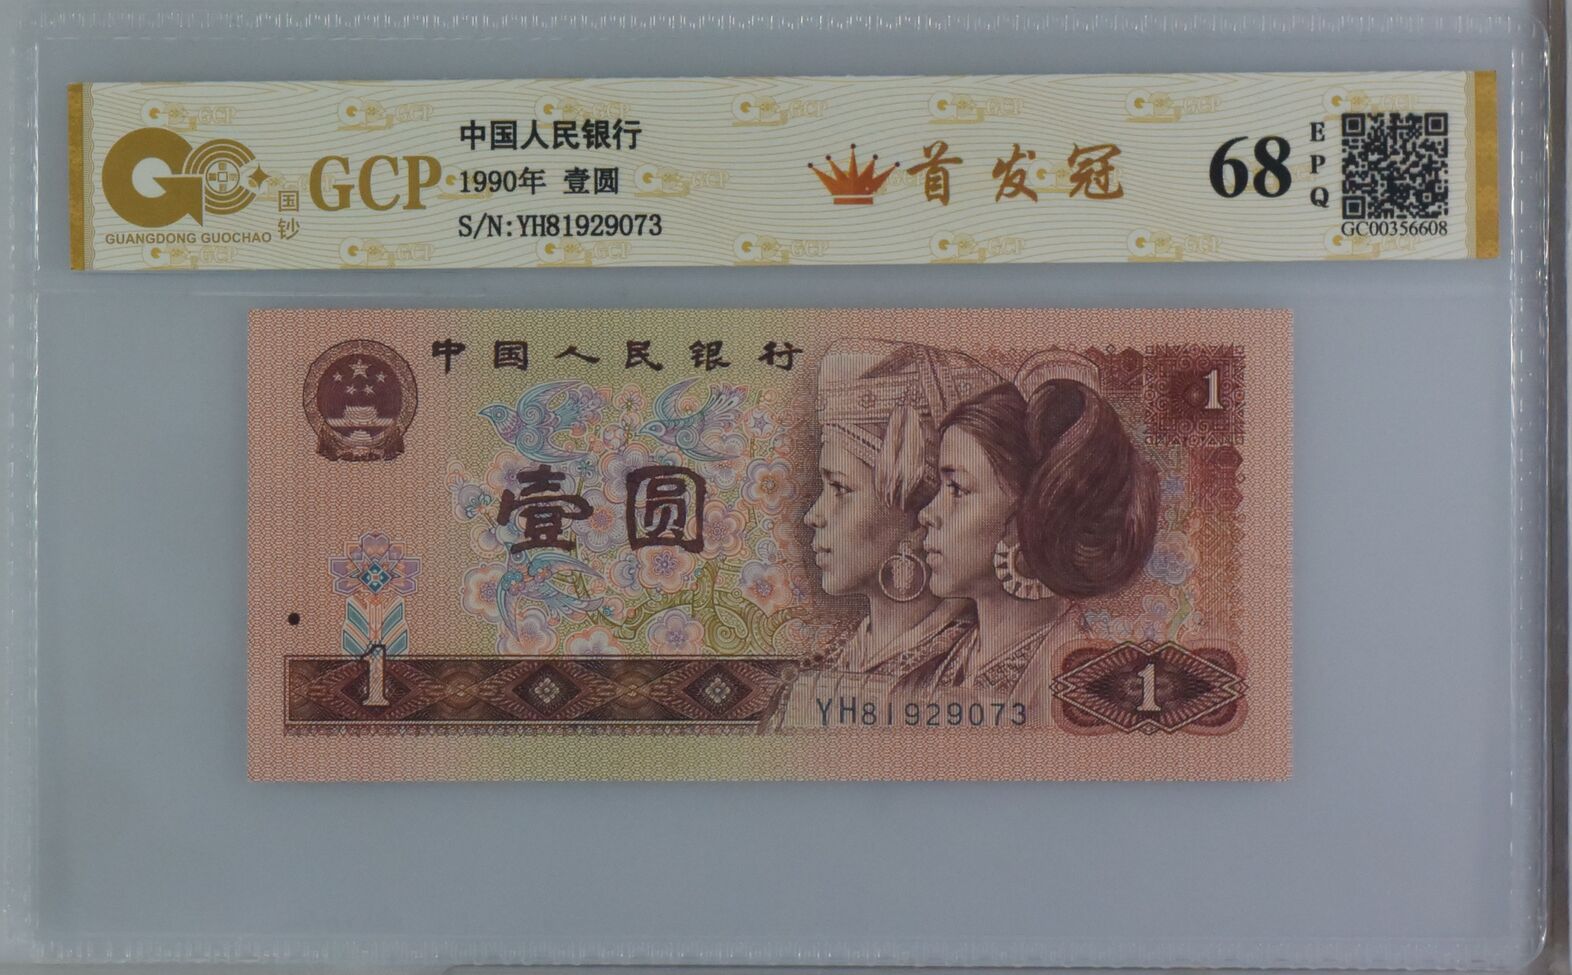 中国人民银行
1990年 壹圆
S/N:YH81929073
GCP
国钞
GUANGDONG GUOCHAO
首发冠
68
EPQ
GC00356608
中国人民银行
1
壹圆
1
1
YH81929073